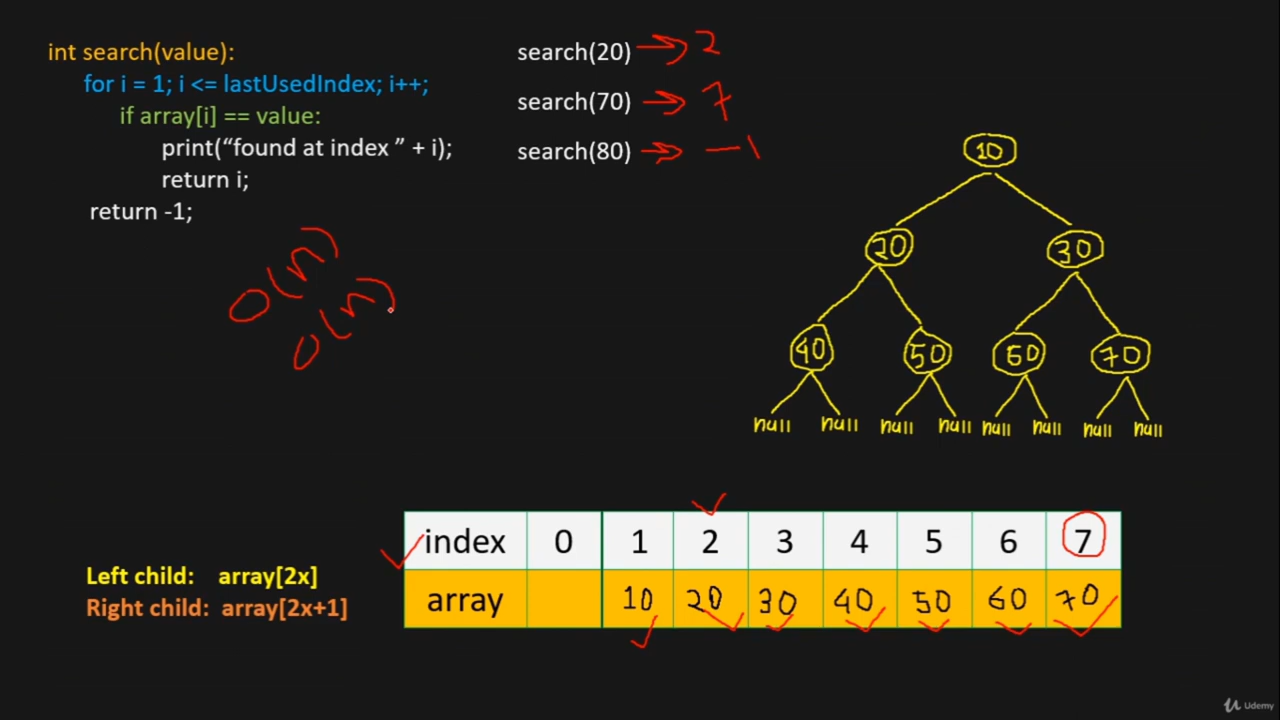 int search(value):
for i = 1; i <= lastUsedIndex; i++;
if array[i] == value:
print(“found at index ” + i);
return i;
return -1;
O(n)
O(n)
search(20) → 2
search(70) → 7
search(80) → -1
10
20 30
40 50 60 70
null null null null null null null null
Left child: array[2x]
Right child: array[2x+1]
index 0 1 2 3 4 5 6 7
array 10 20 30 40 50 60 70
Udemy